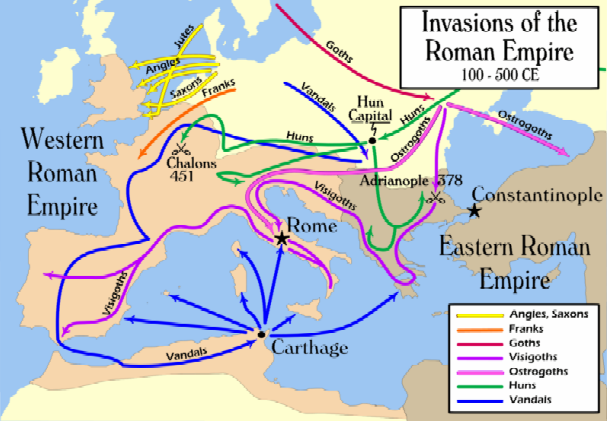 Invasions of the
Roman Empire
100 - 500 CE
Jutes
Angles
Saxons
Franks
Goths
Vandals
Hun
Capital
Huns
Ostrogoths
Huns
Ostrogoths
Western
Roman
Empire
Chalons
451
Visigoths
Adrianople 378
Constantinople
Rome
Eastern Roman
Empire
Visigoths
Vandals
Carthage
Angles, Saxons
Franks
Goths
Visigoths
Ostrogoths
Huns
Vandals